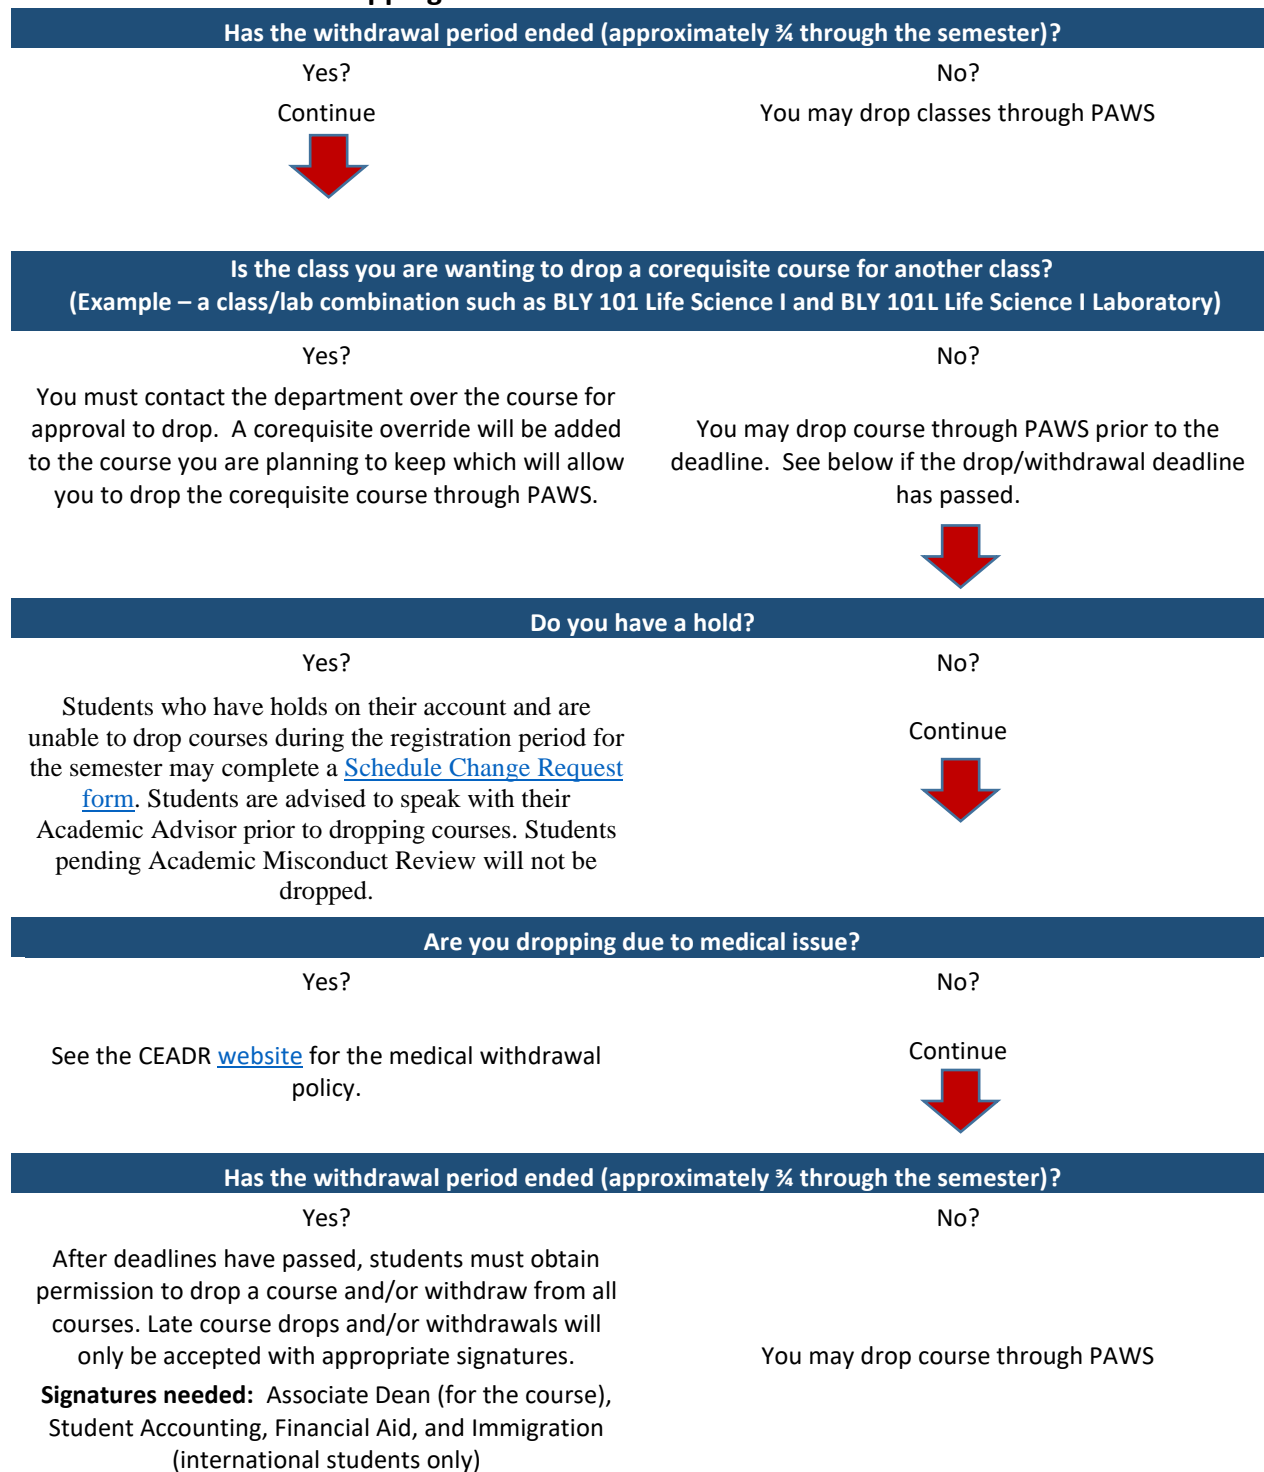 Has the withdrawal period ended (approximately ¾ through the semester)?
Yes?
No?
Continue
You may drop classes through PAWS
Is the class you are wanting to drop a corequisite course for another class?
(Example – a class/lab combination such as BLY 101 Life Science I and BLY 101L Life Science I Laboratory)
Yes?
No?
You must contact the department over the course for
approval to drop.  A corequisite override will be added
to the course you are planning to keep which will allow
you to drop the corequisite course through PAWS.
You may drop course through PAWS prior to the
deadline.  See below if the drop/withdrawal deadline
has passed.
Do you have a hold?
Yes?
No?
Students who have holds on their account and are
unable to drop courses during the registration period for
the semester may complete a Schedule Change Request
form. Students are advised to speak with their
Academic Advisor prior to dropping courses. Students
pending Academic Misconduct Review will not be
dropped.
Continue
Are you dropping due to medical issue?
Yes?
No?
See the CEADR website for the medical withdrawal
policy.
Continue
Has the withdrawal period ended (approximately ¾ through the semester)?
Yes?
No?
After deadlines have passed, students must obtain
permission to drop a course and/or withdraw from all
courses. Late course drops and/or withdrawals will
only be accepted with appropriate signatures.
Signatures needed:  Associate Dean (for the course),
Student Accounting, Financial Aid, and Immigration
(international students only)
You may drop course through PAWS